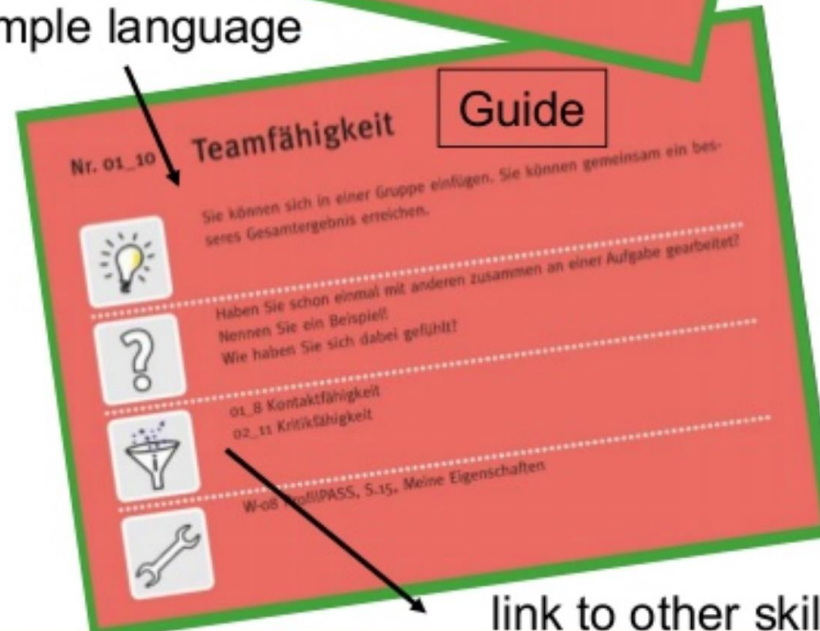 mple language
Guide
Nr. 01_10 Teamfähigkeit
Sie können sich in einer Gruppe einfügen. Sie können gemeinsam ein bes-
seres Gesamtergebnis erreichen.
Haben Sie schon einmal mit anderen zusammen an einer Aufgabe gearbeitet?
Nennen Sie ein Beispiel!
Wie haben Sie sich dabei gefühlt?
01_8 Kontaktfähigkeit
02_11 Kritikfähigkeit
W-08 ProfilPASS, S.15, Meine Eigenschaften
link to other skil